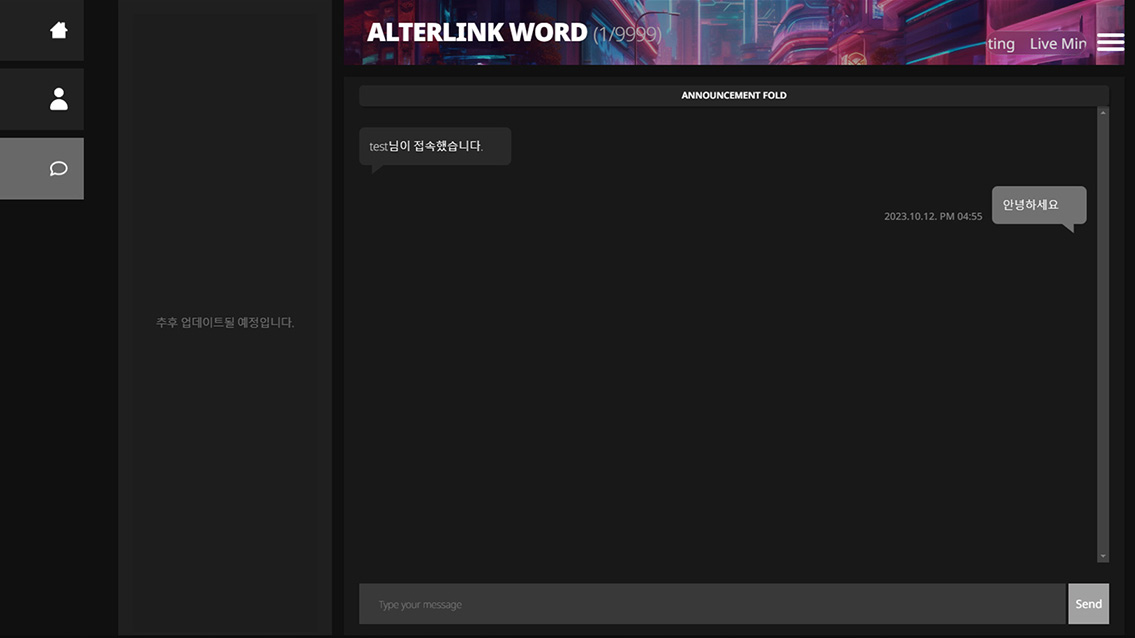 ALTERLINK WORD (1/9999)
ting Live Min
ANNOUNCEMENT FOLD
test님이 접속했습니다.
안녕하세요
2023.10.12. PM 04:55
추후 업데이트될 예정입니다.
Type your message
Send